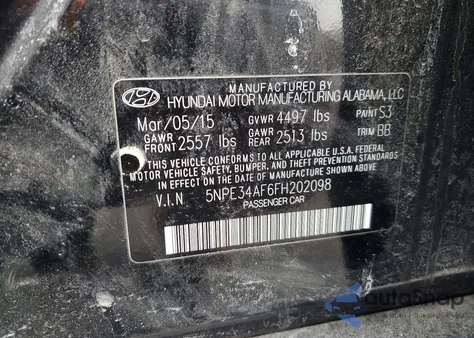 MANUFACTURED BY
HYUNDAI MOTOR MANUFACTURING ALABAMA, LLC
Mar/05/15 GVWR 4497 lbs PAINT S3
GAWR FRONT 2557 lbs GAWR REAR 2513 lbs TRIM BB
THIS VEHICLE CONFORMS TO ALL APPLICABLE U.S.A. FEDERAL
MOTOR VEHICLE SAFETY, BUMPER, AND THEFT PREVENTION STANDARDS
IN EFFECT ON THE DATE OF MANUFACTURE SHOWN ABOVE
V.I.N 5NPE34AF6FH202098
PASSENGER CAR
autosnap